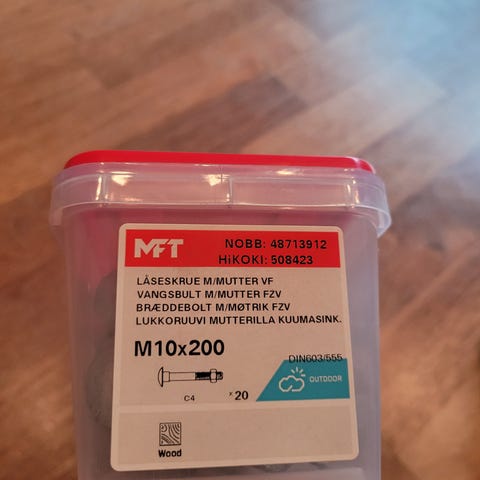 MFT
NOBB: 48713912
HiKOKI: 508423
LÅSESKRUE M/MUTTER VF
VANGSBULT M/MUTTER FZV
BRÆDDEBOLT M/MØTRIK FZV
LUKKORUUVI MUTTERILLA KUUMASINK.
M10x200
DIN603/555
C4
x20
OUTDOOR
Wood